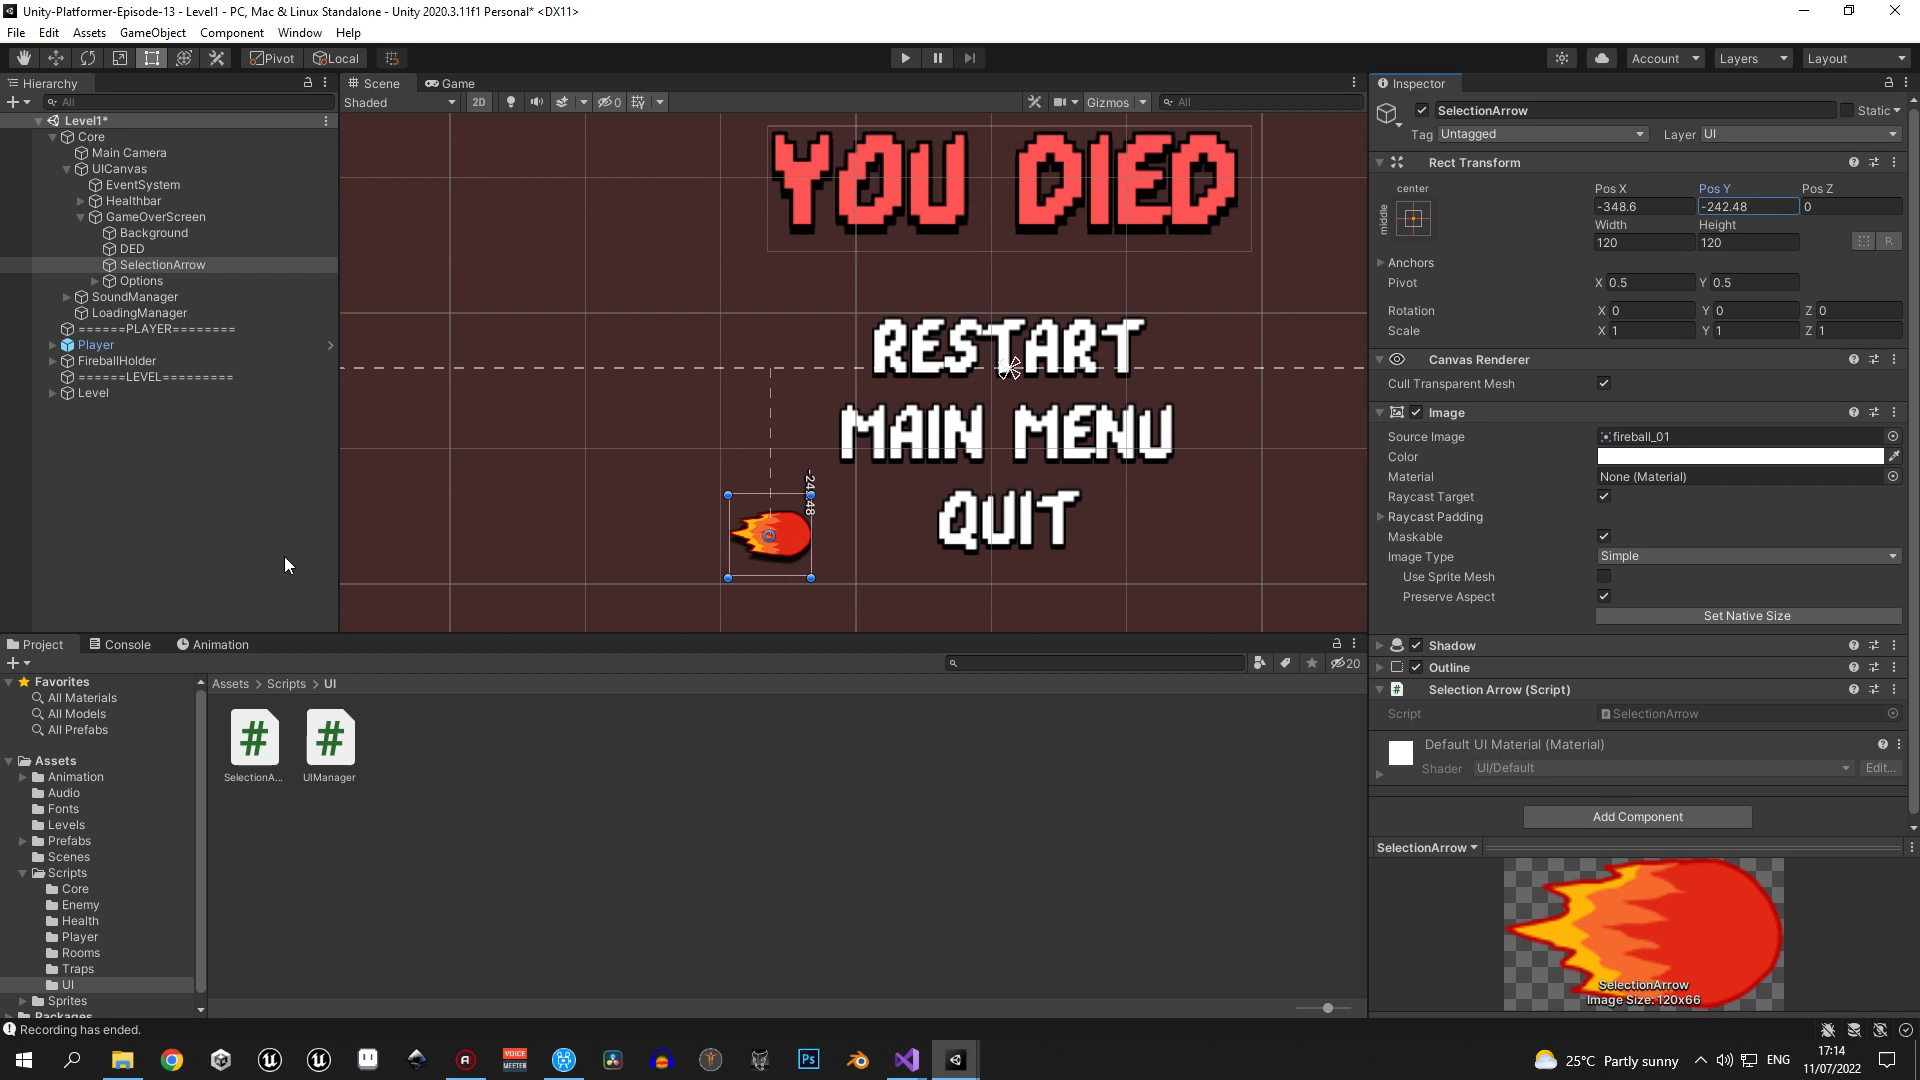 Unity-Platformer-Episode-13 - Level1 - PC, Mac & Linux Standalone - Unity 2020.3.11f1 Personal* <DX11>
File Edit Assets GameObject Component Window Help
Pivot Local Account Layers Layout
Hierarchy
All
Level1*
Core
Main Camera
UICanvas
EventSystem
Healthbar
GameOverScreen
Background
DED
SelectionArrow
Options
SoundManager
LoadingManager
======PLAYER========
Player
FireballHolder
======LEVEL=========
Level
Scene Game
Shaded 2D 0 Gizmos All
YOU DIED
RESTART
MAIN MENU
QUIT
Inspector
SelectionArrow Static
Tag Untagged Layer UI
Rect Transform
center
middle
Pos X Pos Y Pos Z
-348.6 -242.48 0
Width Height
120 120
R
Anchors
Pivot X 0.5 Y 0.5
Rotation X 0 Y 0 Z 0
Scale X 1 Y 1 Z 1
Canvas Renderer
Cull Transparent Mesh
Image
Source Image fireball_01
Color
Material None (Material)
Raycast Target
Raycast Padding
Maskable
Image Type Simple
Use Sprite Mesh
Preserve Aspect
Set Native Size
Shadow
Outline
Selection Arrow (Script)
Script SelectionArrow
Default UI Material (Material)
Shader UI/Default Edit...
Add Component
SelectionArrow
SelectionArrow
Image Size: 120x66
Project Console Animation
20
Favorites
All Materials
All Models
All Prefabs
Assets
Animation
Audio
Fonts
Levels
Prefabs
Scenes
Scripts
Core
Enemy
Health
Player
Rooms
Traps
UI
Sprites
Packages
Assets > Scripts > UI
SelectionA... UIManager
Recording has ended.
VOICE MEETER
Ps
25°C Partly sunny
ENG
17:14
11/07/2022